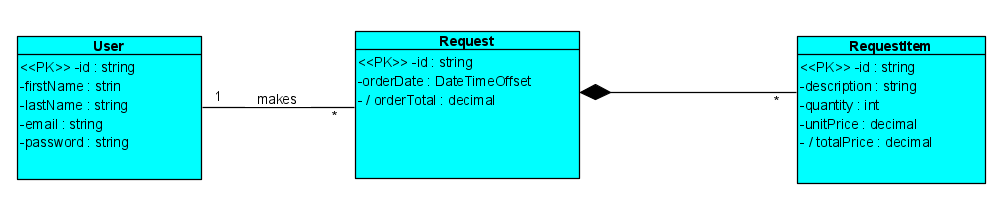 User
<<PK>> -id : string
-firstName : strin
-lastName : string
-email : string
-password : string
1
makes
*
Request
<<PK>> -id : string
-orderDate : DateTimeOffset
- / orderTotal : decimal
*
RequestItem
<<PK>> -id : string
-description : string
-quantity : int
-unitPrice : decimal
- / totalPrice : decimal